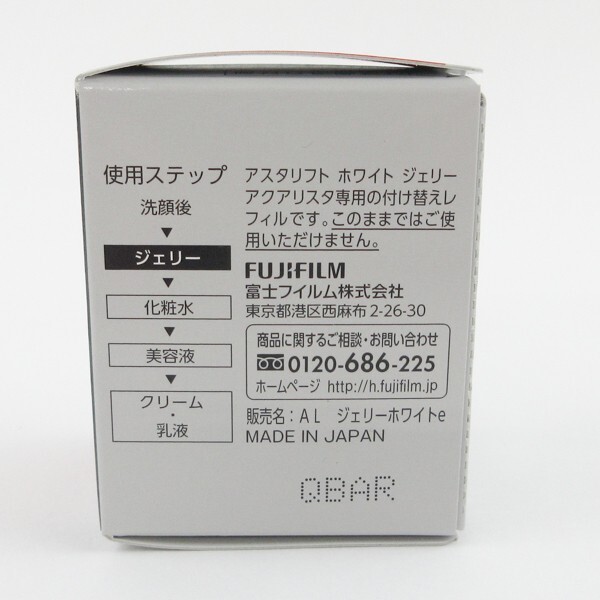 使用ステップ
洗顔後
▼
ジェリー
▼
化粧水
▼
美容液
▼
クリーム
・
乳液
アスタリフト ホワイト ジェリー
アクアリスタ専用の付け替えレ
フィルです。このままではご使
用いただけません。
FUJIFILM
富士フイルム株式会社
東京都港区西麻布2-26-30
商品に関するご相談・お問い合わせ
0120-686-225
ホームページ http://h.fujifilm.jp
販売名：ＡＬ ジェリーホワイトe
MADE IN JAPAN
QBAR